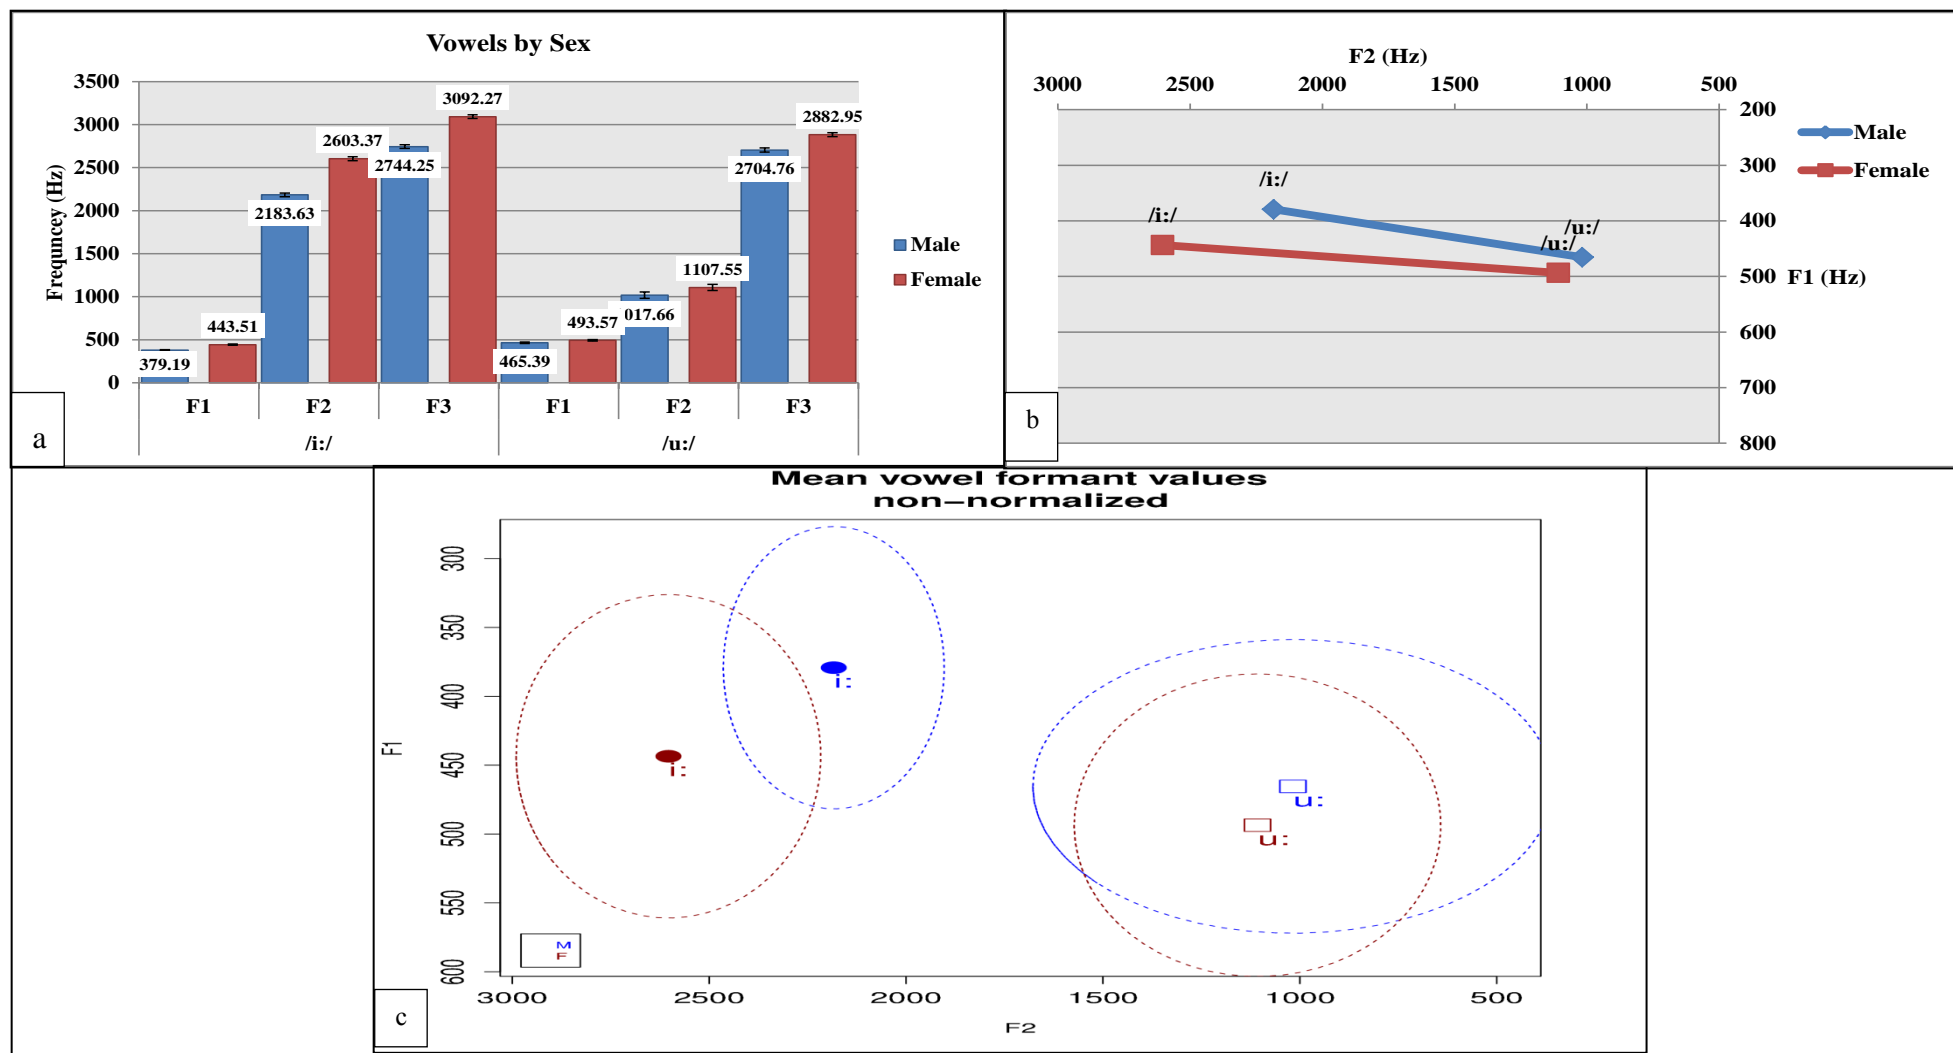 Vowels by Sex
3500
3000
2500
2000
1500
1000
500
0
Frequncey (Hz)
379.19
443.51
2183.63
2603.37
2744.25
3092.27
465.39
493.57
017.66
1107.55
2704.76
2882.95
F1 F2 F3 F1 F2 F3
/i:/ /u:/
Male
Female
a
F2 (Hz)
3000 2500 2000 1500 1000 500
200
300
400
500
600
700
800
F1 (Hz)
/i:/
/i:/
/u:/
/u:/
Male
Female
b
Mean vowel formant values
non−normalized
300
350
400
450
500
550
600
F1
i:
i:
u:
u:
M
F
3000 2500 2000 1500 1000 500
F2
c